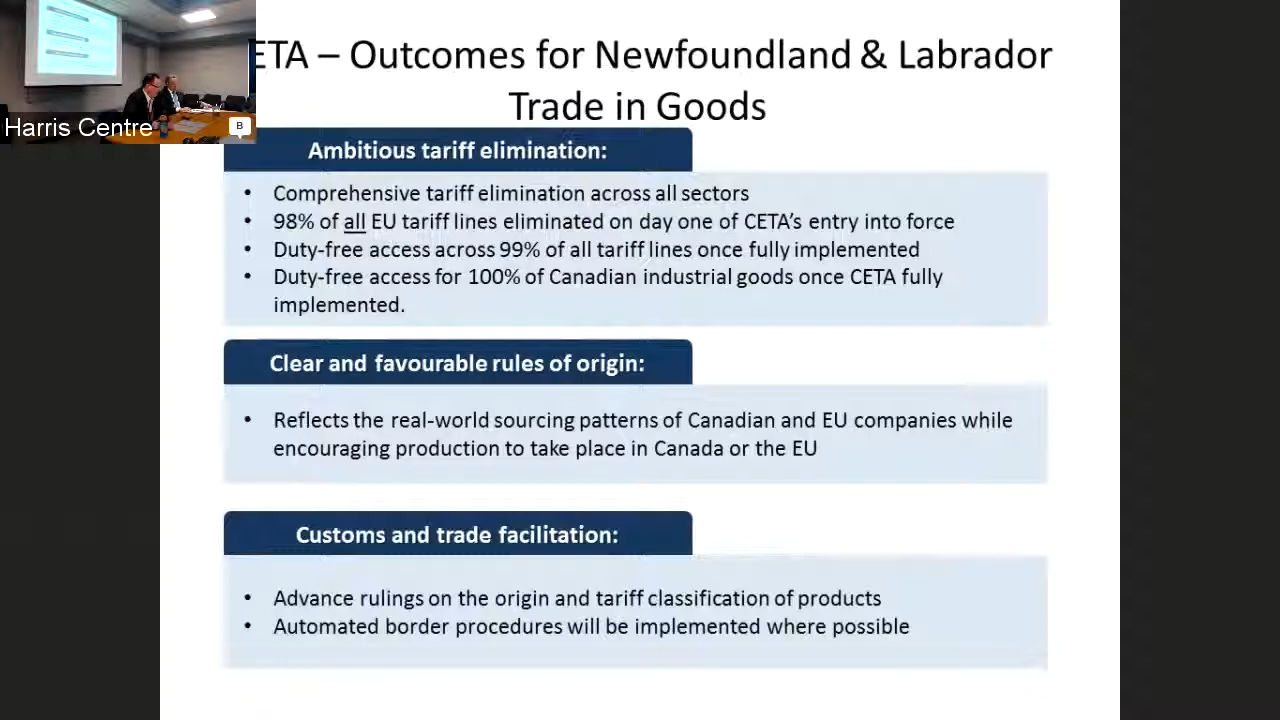 ETA – Outcomes for Newfoundland & Labrador
Trade in Goods
Harris Centre
B
Ambitious tariff elimination:
• Comprehensive tariff elimination across all sectors
• 98% of all EU tariff lines eliminated on day one of CETA’s entry into force
• Duty-free access across 99% of all tariff lines once fully implemented
• Duty-free access for 100% of Canadian industrial goods once CETA fully
implemented.
Clear and favourable rules of origin:
• Reflects the real-world sourcing patterns of Canadian and EU companies while
encouraging production to take place in Canada or the EU
Customs and trade facilitation:
• Advance rulings on the origin and tariff classification of products
• Automated border procedures will be implemented where possible